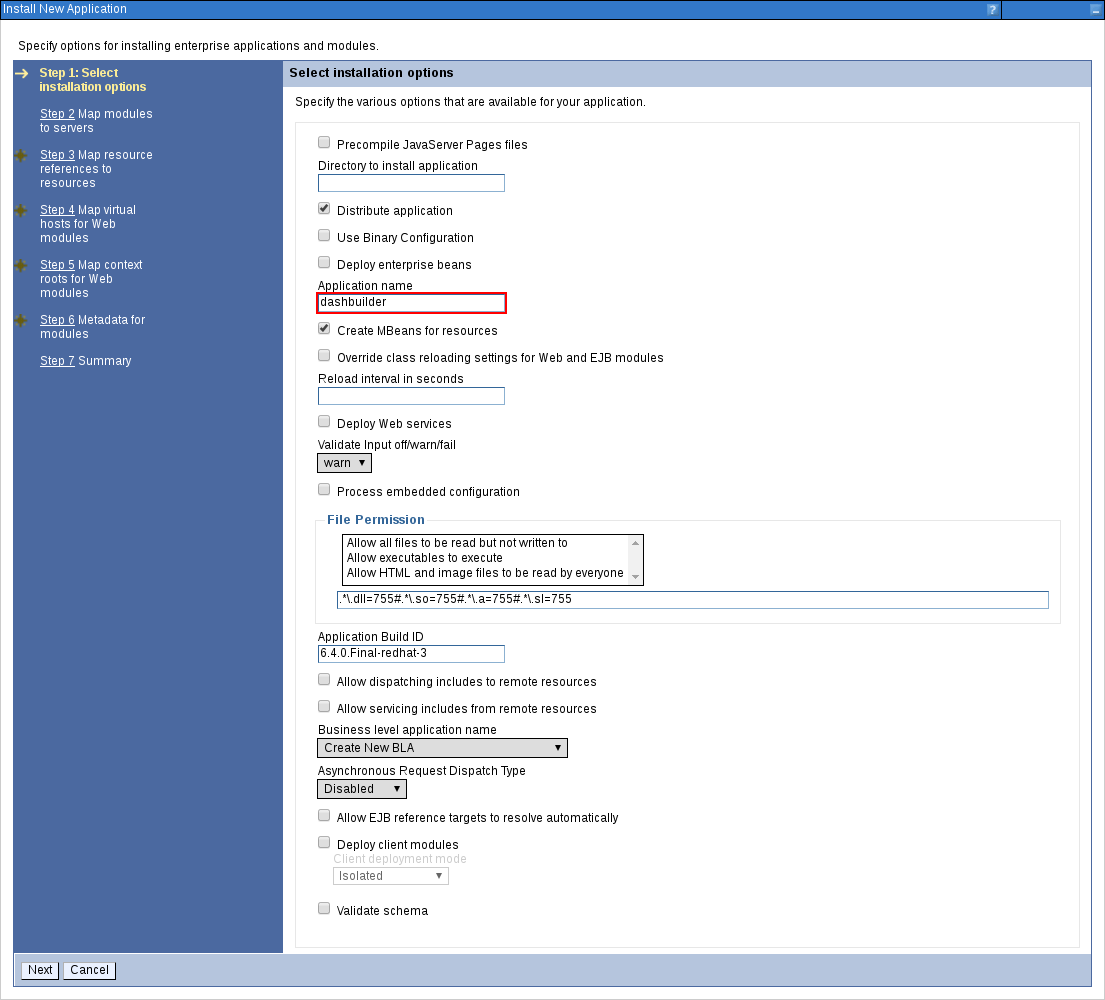 Install New Application
?
Specify options for installing enterprise applications and modules.
Step 1: Select
installation options
Step 2 Map modules
to servers
Step 3 Map resource
references to
resources
Step 4 Map virtual
hosts for Web
modules
Step 5 Map context
roots for Web
modules
Step 6 Metadata for
modules
Step 7 Summary
Select installation options
Specify the various options that are available for your application.
Precompile JavaServer Pages files
Directory to install application
Distribute application
Use Binary Configuration
Deploy enterprise beans
Application name
dashbuilder
Create MBeans for resources
Override class reloading settings for Web and EJB modules
Reload interval in seconds
Deploy Web services
Validate Input off/warn/fail
warn
Process embedded configuration
File Permission
Allow all files to be read but not written to
Allow executables to execute
Allow HTML and image files to be read by everyone
.*\.dll=755#.*\.so=755#.*\.a=755#.*\.sl=755
Application Build ID
6.4.0.Final-redhat-3
Allow dispatching includes to remote resources
Allow servicing includes from remote resources
Business level application name
Create New BLA
Asynchronous Request Dispatch Type
Disabled
Allow EJB reference targets to resolve automatically
Deploy client modules
Client deployment mode
Isolated
Validate schema
Next Cancel